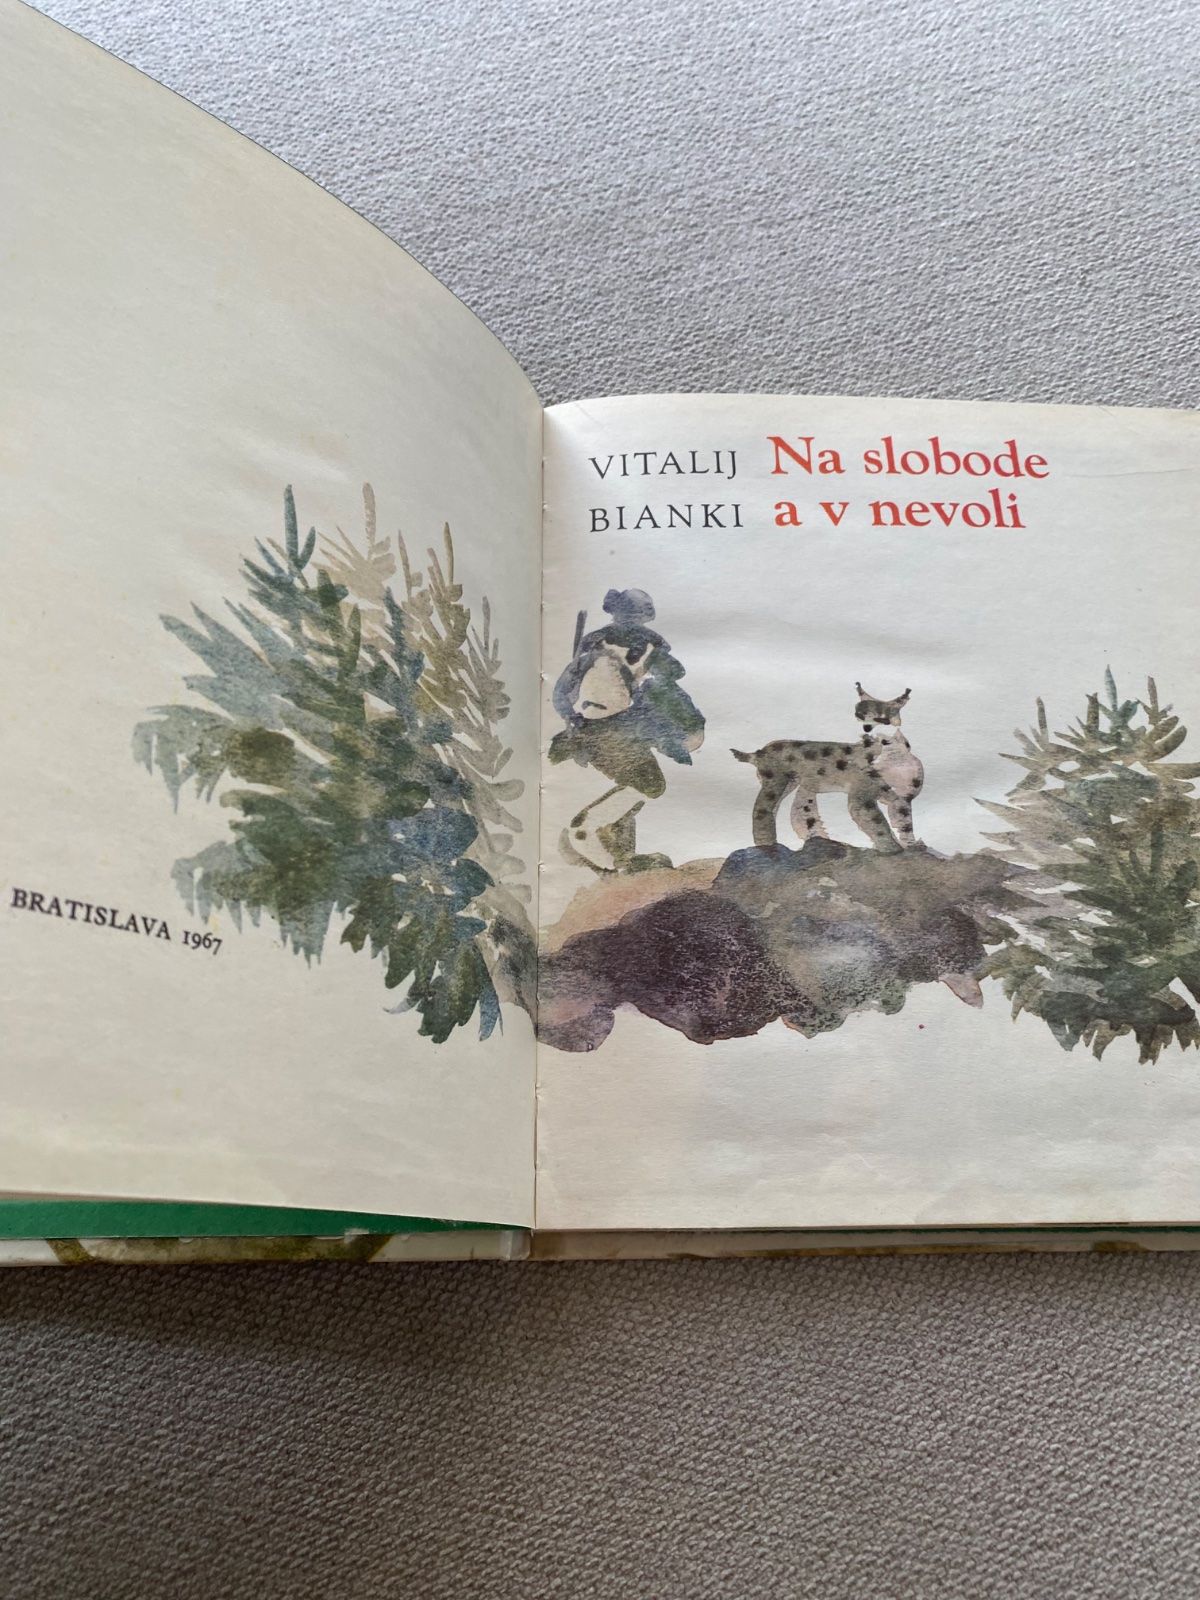 BRATISLAVA 1967
VITALIJ
BIANKI
Na slobode
a v nevoli